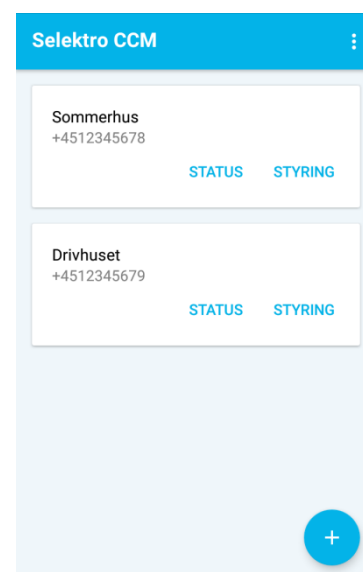 Selektro CCM
Sommerhus
+4512345678
STATUS STYRING
Drivhuset
+4512345679
STATUS STYRING
+